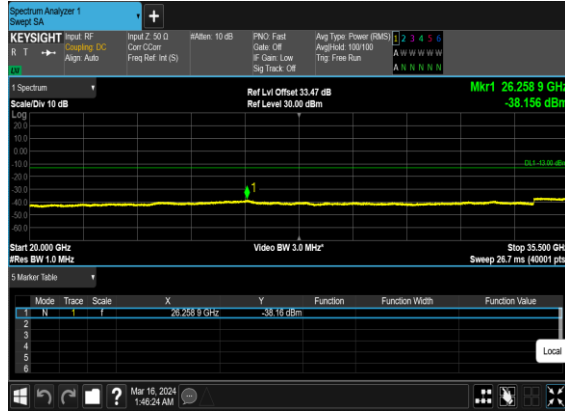 Spectrum Analyzer 1
Swept SA
+
KEYSIGHT Input: RF Input Z: 50 Ω #Atten: 10 dB PNO: Fast Avg Type: Power (RMS) 1 2 3 4 5 6
R T Coupling: DC Corr CCorr Gate: Off Avg|Hold: 100/100 A W W W W W
Align: Auto Freq Ref: Int (S) IF Gain: Low Trig: Free Run
LVI Sig Track: Off A N N N N N
1 Spectrum Ref Lvl Offset 33.47 dB Mkr1 26.258 9 GHz
Scale/Div 10 dB Ref Level 30.00 dBm -38.156 dBm
Log
20.0
10.0
0.00
-10.0
DL1 -13.00 dBm
-20.0
-30.0
1
-40.0
-50.0
-60.0
Start 20.000 GHz Video BW 3.0 MHz* Stop 35.500 GHz
#Res BW 1.0 MHz Sweep 26.7 ms (40001 pts
5 Marker Table
Mode Trace Scale X Y Function Function Width Function Value
1 N 1 f 26.258 9 GHz -38.16 dBm
2
3
4
5
6
Local
? Mar 16, 2024
1:46:24 AM